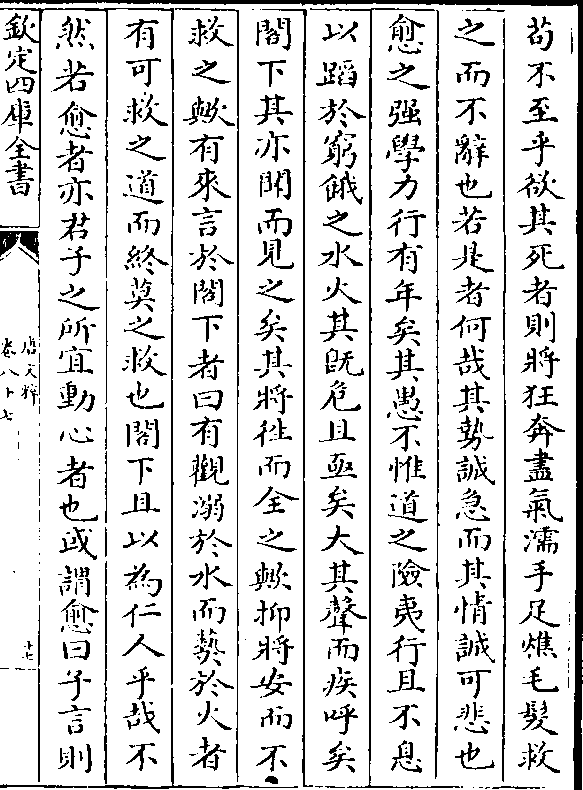 苟不至乎欲其死者則將狂奔盡氣濡手足燋毛髮救
之而不辭也若是者何哉其勢誠急而其情誠可悲也
愈之强學力行有年矣其愚不惟道之險夷行且不息
以蹈於窮餓之水火其旣危且亟矣大其聲而疾呼矣
閣下其亦聞而見之矣其將徃而全之歟抑將安而不
救之歟有來言於閣下者曰有觀溺於水而爇於火者
有可救之道而終莫之救也閣下且以為仁人乎哉不
然若愈者亦君子之所宜動心者也或謂愈曰子言則
欽定四庫全書
唐文粹
卷八十七
十七